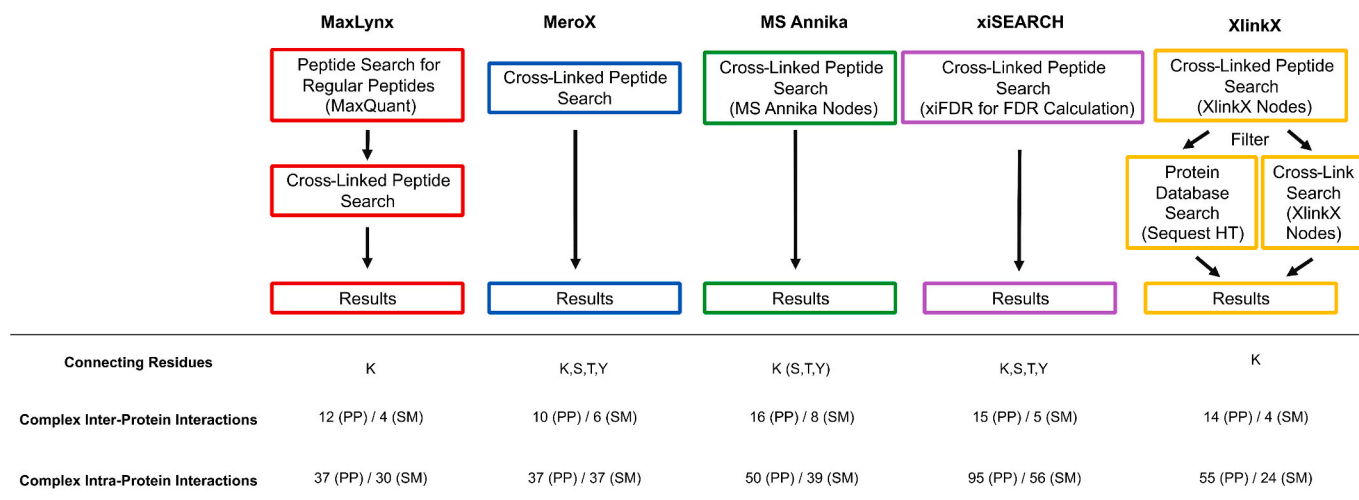 MaxLynx
MeroX
MS Annika
xiSEARCH
XlinkX
Peptide Search for
Regular Peptides
(MaxQuant)
Cross-Linked Peptide
Search
Cross-Linked Peptide
Search
(MS Annika Nodes)
Cross-Linked Peptide
Search
(xiFDR for FDR Calculation)
Cross-Linked Peptide
Search
(XlinkX Nodes)
Filter
Cross-Linked Peptide
Search
Protein
Database
Search
(Sequest HT)
Cross-Link
Search
(XlinkX
Nodes)
Results
Results
Results
Results
Results
Connecting Residues
K
K,S,T,Y
K (S,T,Y)
K,S,T,Y
K
Complex Inter-Protein Interactions
12 (PP) / 4 (SM)
10 (PP) / 6 (SM)
16 (PP) / 8 (SM)
15 (PP) / 5 (SM)
14 (PP) / 4 (SM)
Complex Intra-Protein Interactions
37 (PP) / 30 (SM)
37 (PP) / 37 (SM)
50 (PP) / 39 (SM)
95 (PP) / 56 (SM)
55 (PP) / 24 (SM)